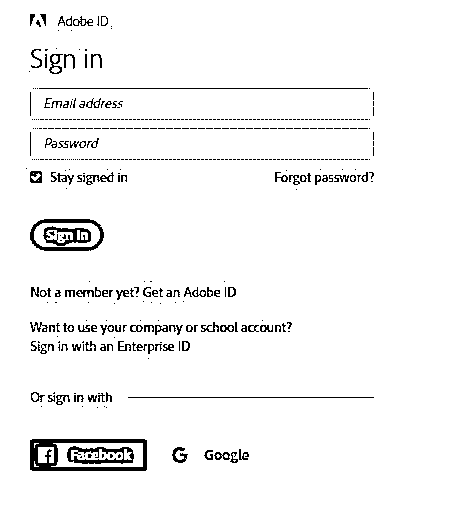 Adobe ID
Sign in
Email address
Password
Stay signed in Forgot password?
Sign In
Not a member yet? Get an Adobe ID
Want to use your company or school account?
Sign in with an Enterprise ID
Or sign in with
Facebook Google